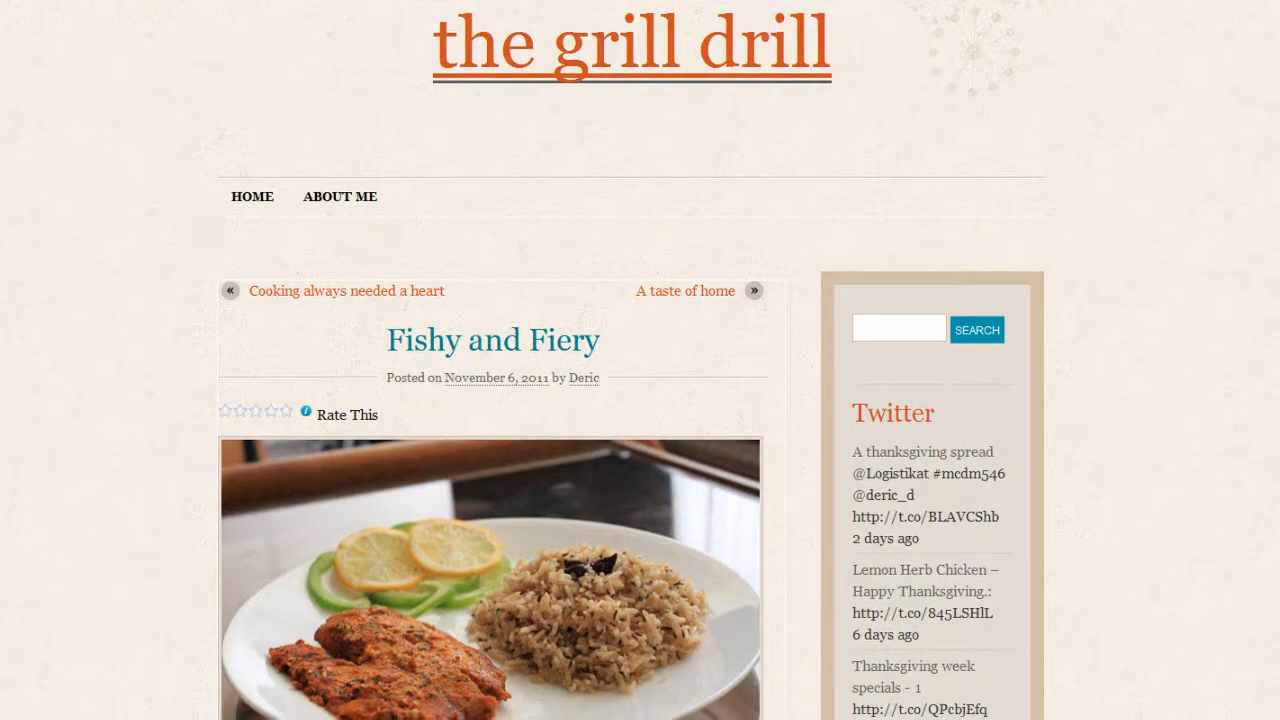 the grill drill
HOME ABOUT ME
« Cooking always needed a heart A taste of home »
Fishy and Fiery
Posted on November 6, 2011 by Deric
Rate This
SEARCH
Twitter
A thanksgiving spread
@Logistikat #mcdm546
@deric_d
http://t.co/BLAVCShb
2 days ago
Lemon Herb Chicken –
Happy Thanksgiving.:
http://t.co/845LSHlL
6 days ago
Thanksgiving week
specials - 1
http://t.co/QPcbjEfq